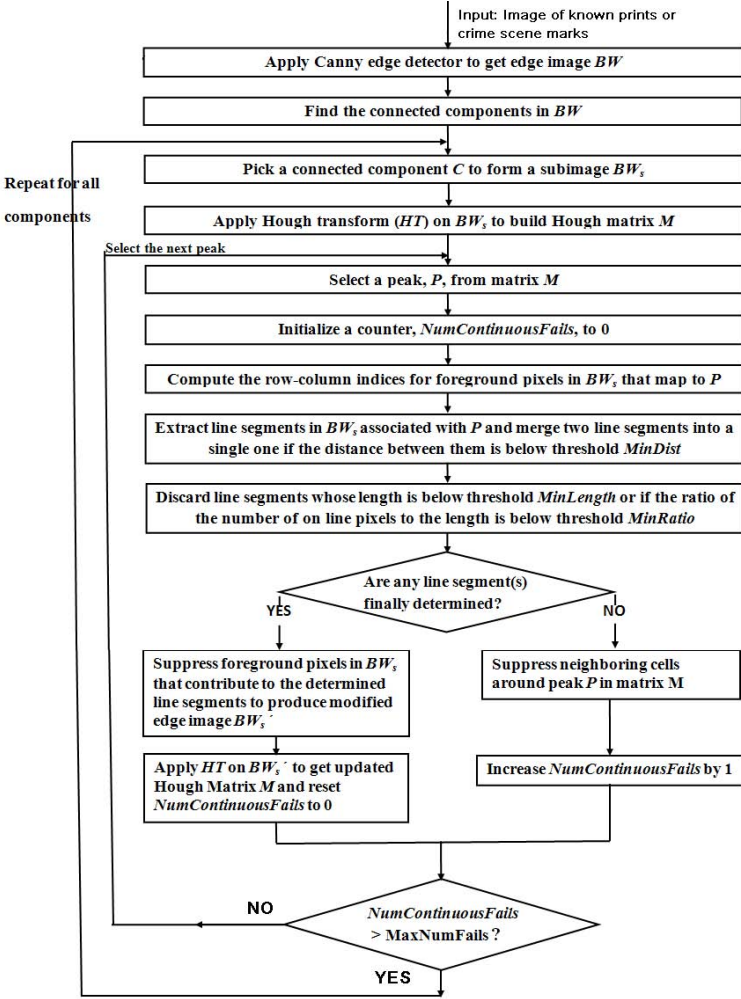 Input: Image of known prints or
crime scene marks
Apply Canny edge detector to get edge image BW
Find the connected components in BW
Repeat for all
components
Pick a connected component C to form a subimage BWs
Apply Hough transform (HT) on BWs to build Hough matrix M
Select the next peak
Select a peak, P, from matrix M
Initialize a counter, NumContinuousFails, to 0
Compute the row-column indices for foreground pixels in BWs that map to P
Extract line segments in BWs associated with P and merge two line segments into a
single one if the distance between them is below threshold MinDist
Discard line segments whose length is below threshold MinLength or if the ratio of
the number of on line pixels to the length is below threshold MinRatio
Are any line segment(s)
finally determined?
YES
NO
Suppress foreground pixels in BWs
that contribute to the determined
line segments to produce modified
edge image BWs´
Suppress neighboring cells
around peak P in matrix M
Apply HT on BWs´ to get updated
Hough Matrix M and reset
NumContinuousFails to 0
Increase NumContinuousFails by 1
NO
NumContinuousFails
> MaxNumFails?
YES